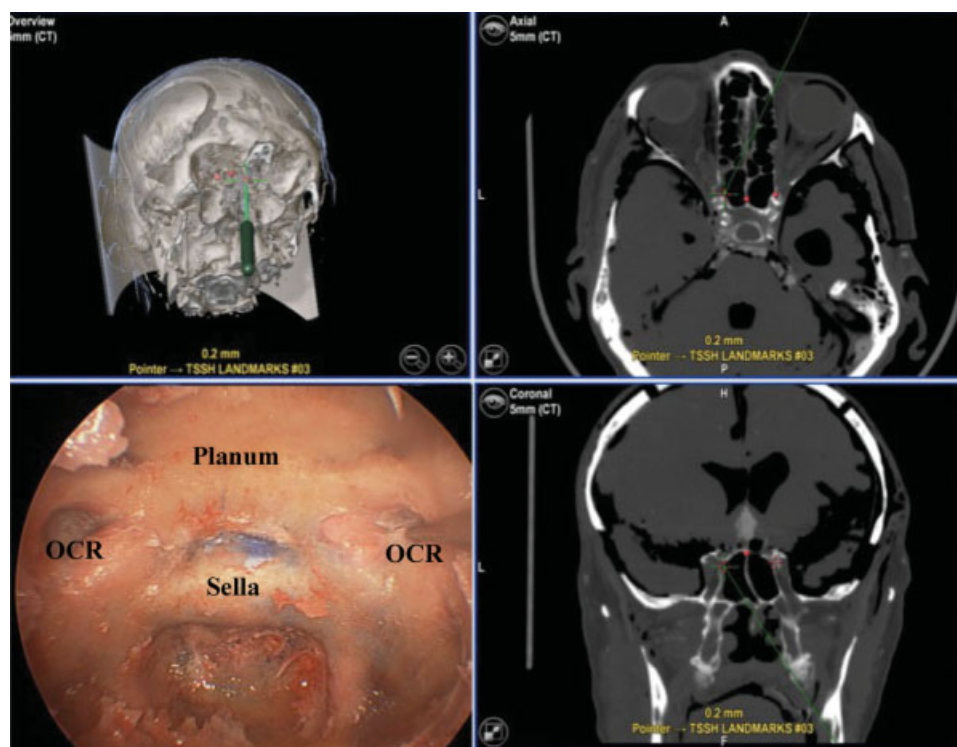 Overview
5mm (CT)
0.2 mm
Pointer → TSSH LANDMARKS #03
Axial
5mm (CT)
A
L
0.2 mm
Pointer → TSSH LANDMARKS #03
P
Planum
OCR
OCR
Sella
Coronal
5mm (CT)
H
L
0.2 mm
Pointer → TSSH LANDMARKS #03
F